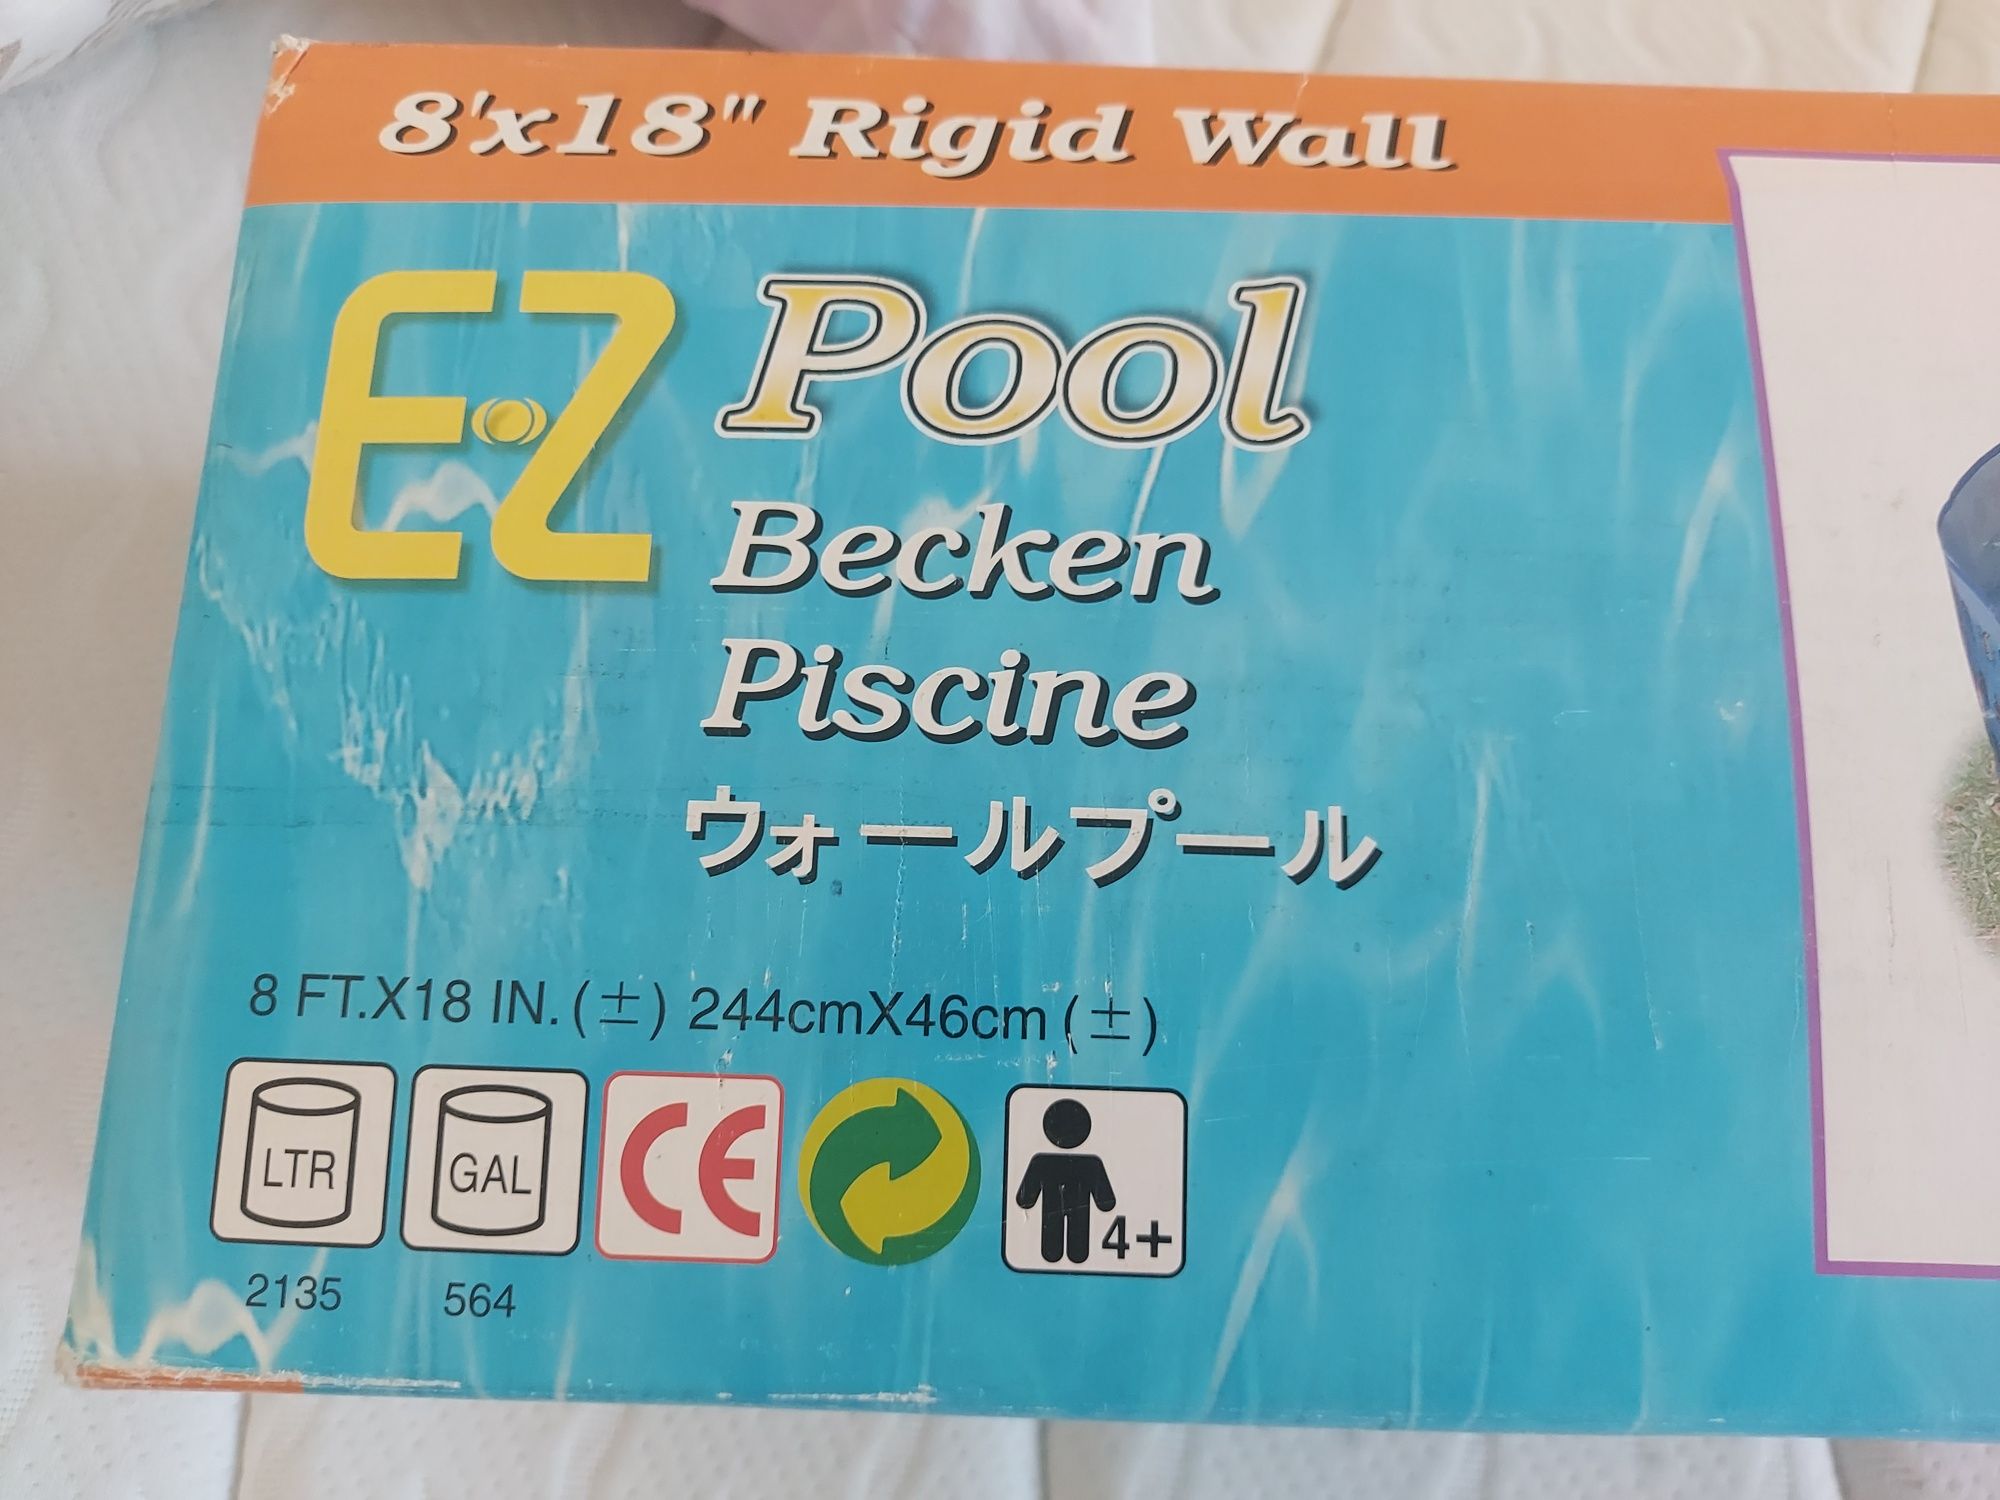 8'x18" Rigid Wall
E·Z Pool
Becken
Piscine
ウォールプール
8 FT.X18 IN.(±) 244cmX46cm(±)
LTR GAL CE 4+
2135 564